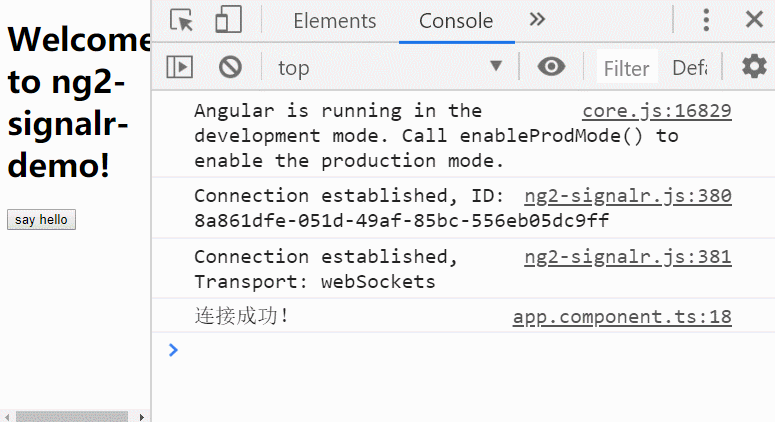 Welcome
to ng2-
signalr-
demo!
say hello
Elements Console
top Filter Defa
Angular is running in the core.js:16829
development mode. Call enableProdMode() to
enable the production mode.
Connection established, ID: ng2-signalr.js:380
8a861dfe-051d-49af-85bc-556eb05dc9ff
Connection established, ng2-signalr.js:381
Transport: webSockets
连接成功! app.component.ts:18